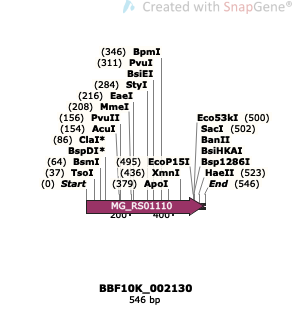 Created with SnapGene®
(346) BpmI
(311) PvuI
BsiEI
(284) StyI
(216) EaeI
(208) MmeI
(156) PvuII
(154) AcuI
(86) ClaI*
BspDI*
(64) BsmI
(37) TsoI
(0) Start
(495) EcoP15I
(436) XmnI
(379) ApoI
Eco53kI (500)
SacI (502)
BanII
BsiHKAI
Bsp1286I
HaeII (523)
End (546)
MG_RS01110
200 400
BBF10K_002130
546 bp